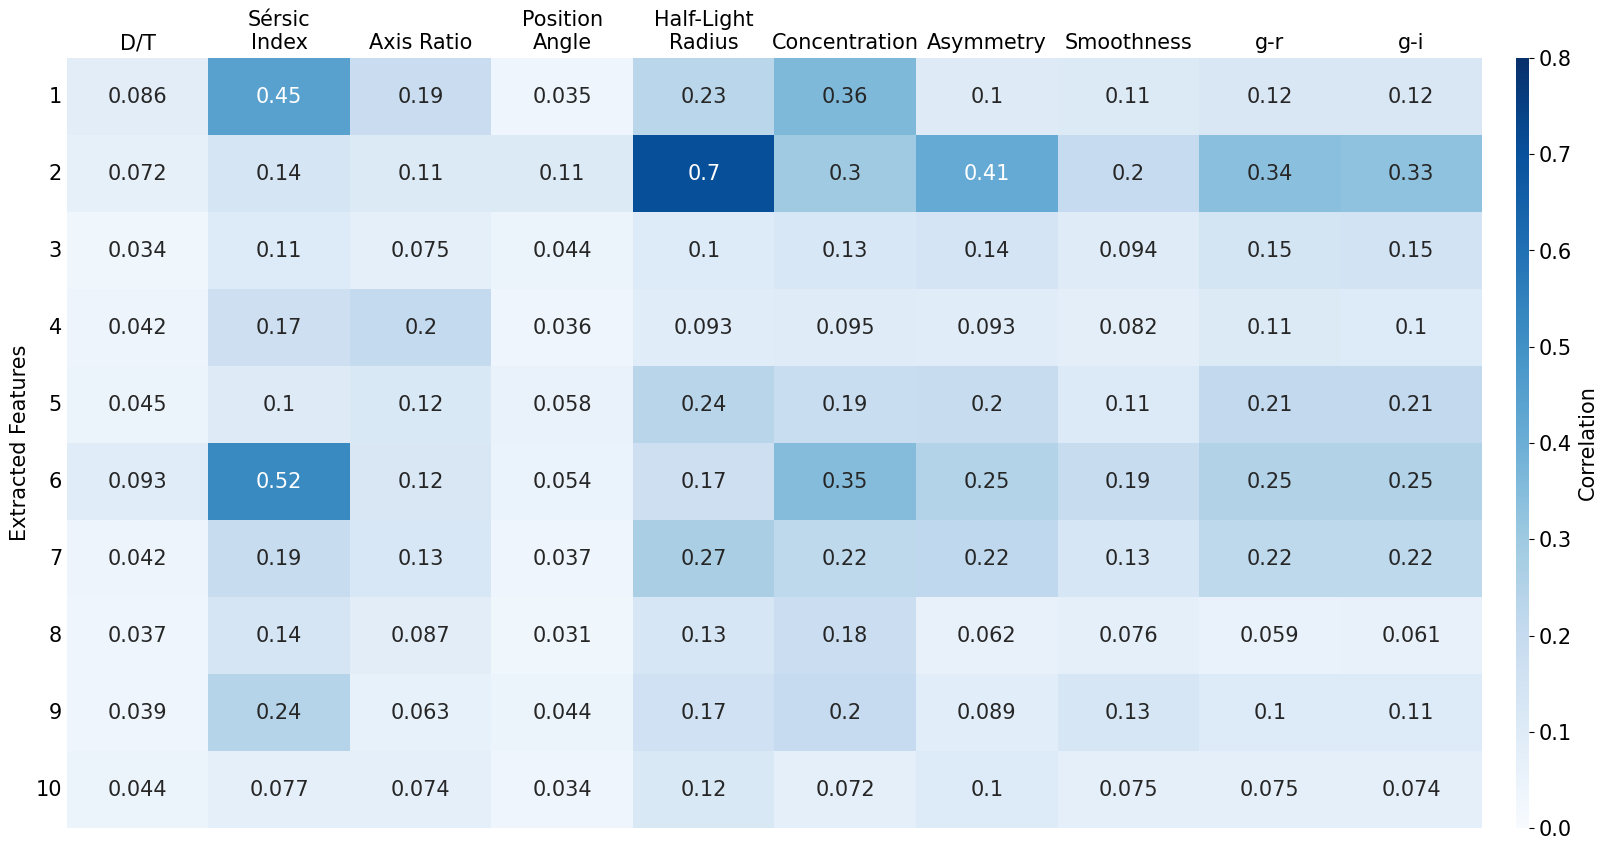 D/T Sérsic Index Axis Ratio Position Angle Half-Light Radius Concentration Asymmetry Smoothness g-r g-i
1 0.086 0.45 0.19 0.035 0.23 0.36 0.1 0.11 0.12 0.12
2 0.072 0.14 0.11 0.11 0.7 0.3 0.41 0.2 0.34 0.33
3 0.034 0.11 0.075 0.044 0.1 0.13 0.14 0.094 0.15 0.15
4 0.042 0.17 0.2 0.036 0.093 0.095 0.093 0.082 0.11 0.1
5 0.045 0.1 0.12 0.058 0.24 0.19 0.2 0.11 0.21 0.21
6 0.093 0.52 0.12 0.054 0.17 0.35 0.25 0.19 0.25 0.25
7 0.042 0.19 0.13 0.037 0.27 0.22 0.22 0.13 0.22 0.22
8 0.037 0.14 0.087 0.031 0.13 0.18 0.062 0.076 0.059 0.061
9 0.039 0.24 0.063 0.044 0.17 0.2 0.089 0.13 0.1 0.11
10 0.044 0.077 0.074 0.034 0.12 0.072 0.1 0.075 0.075 0.074
Extracted Features
0.8
0.7
0.6
0.5
0.4
0.3
0.2
0.1
0.0
Correlation